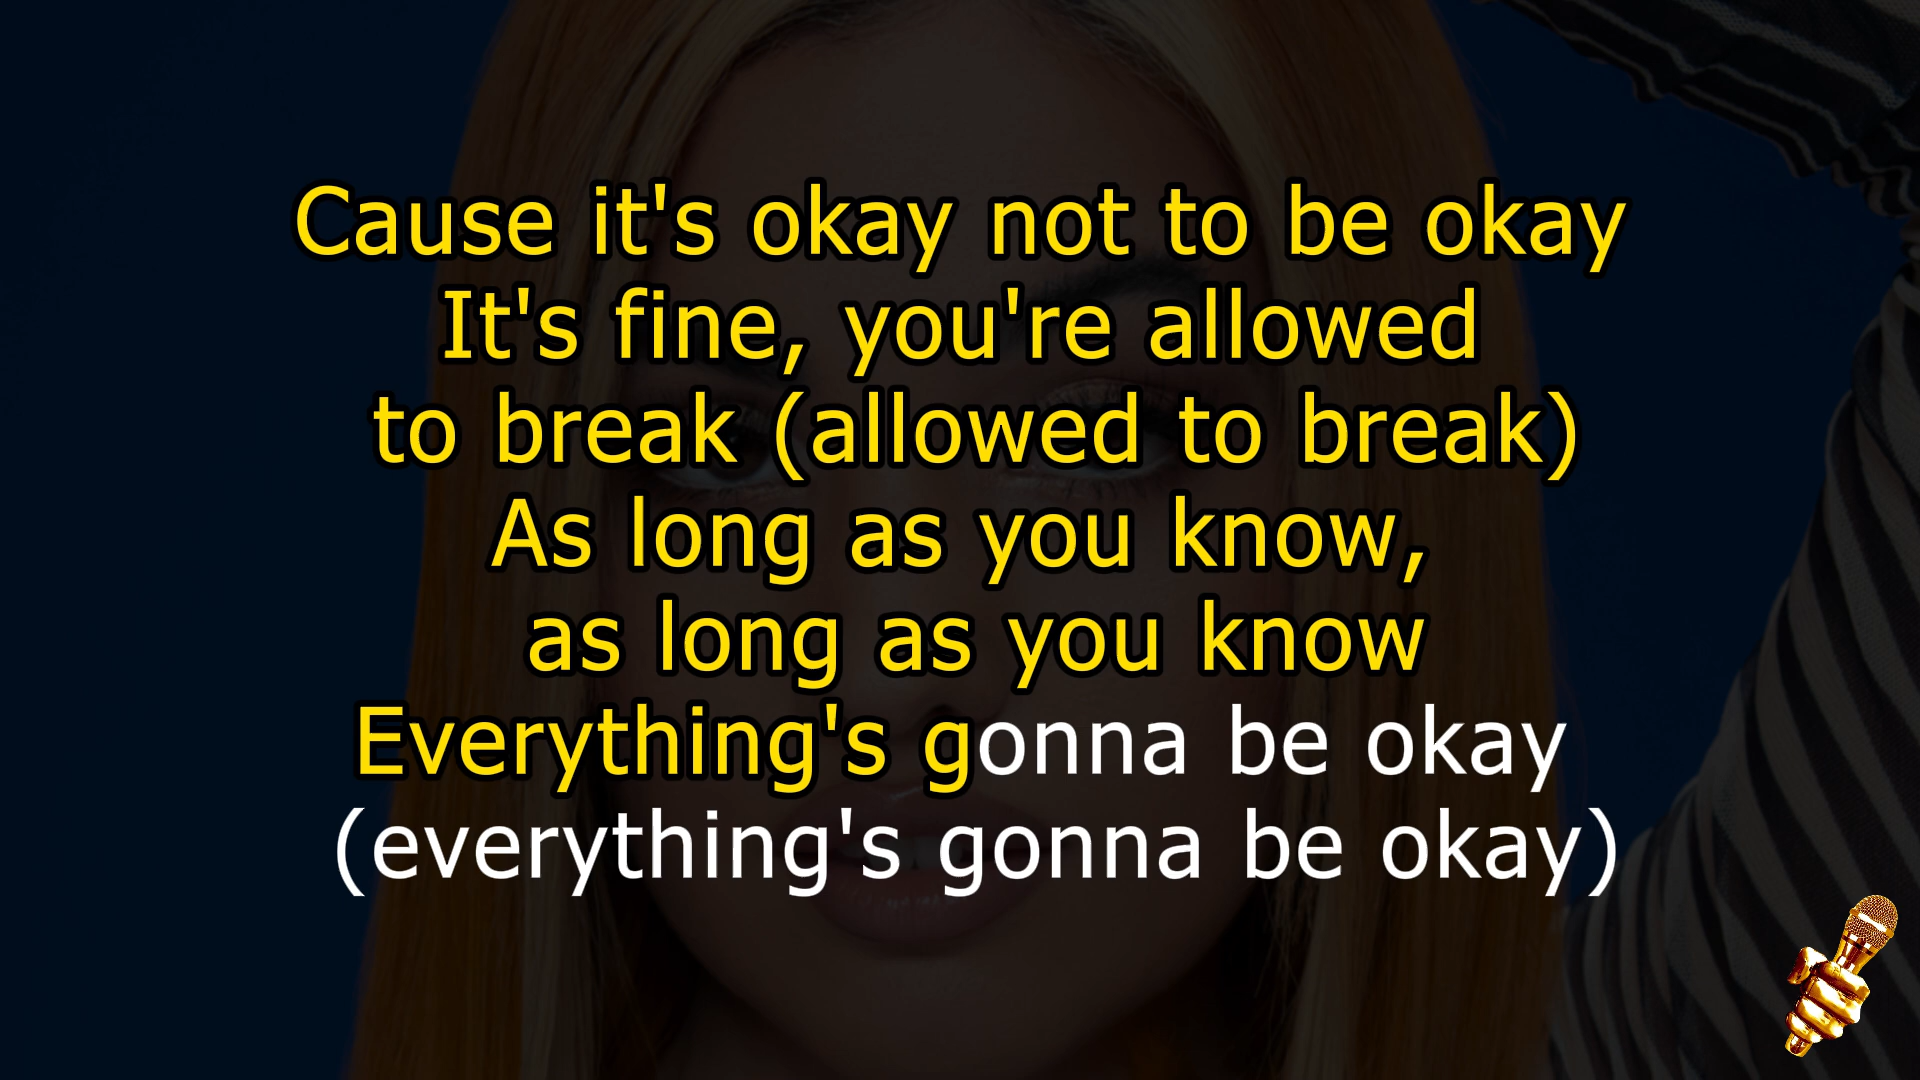 Cause it's okay not to be okay
It's fine, you're allowed
to break (allowed to break)
As long as you know,
as long as you know
Everything's gonna be okay
(everything's gonna be okay)